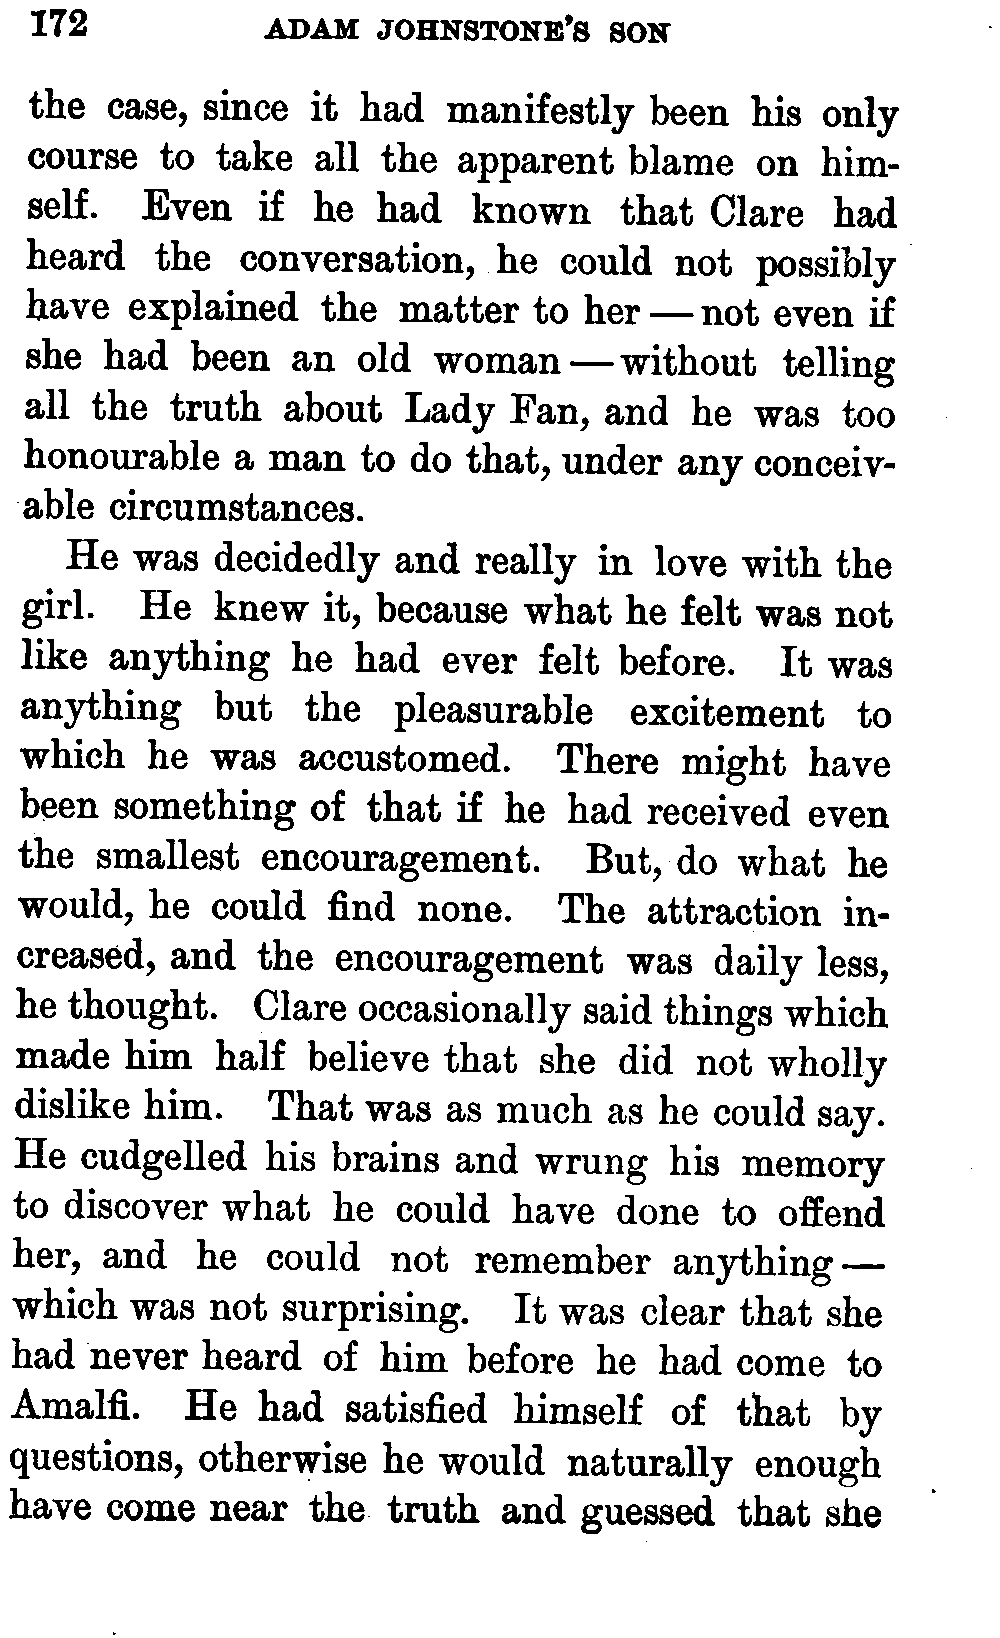 172 ADAM JOHNSTONE'S SON
the case, since it had manifestly been his only
course to take all the apparent blame on him-
self. Even if he had known that Clare had
heard the conversation, he could not possibly
have explained the matter to her — not even if
she had been an old woman — without telling
all the truth about Lady Fan, and he was too
honourable a man to do that, under any conceiv-
able circumstances.
He was decidedly and really in love with the
girl. He knew it, because what he felt was not
like anything he had ever felt before. It was
anything but the pleasurable excitement to
which he was accustomed. There might have
been something of that if he had received even
the smallest encouragement. But, do what he
would, he could find none. The attraction in-
creased, and the encouragement was daily less,
he thought. Clare occasionally said things which
made him half believe that she did not wholly
dislike him. That was as much as he could say.
He cudgelled his brains and wrung his memory
to discover what he could have done to offend
her, and he could not remember anything —
which was not surprising. It was clear that she
had never heard of him before he had come to
Amalfi. He had satisfied himself of that by
questions, otherwise he would naturally enough
have come near the truth and guessed that she